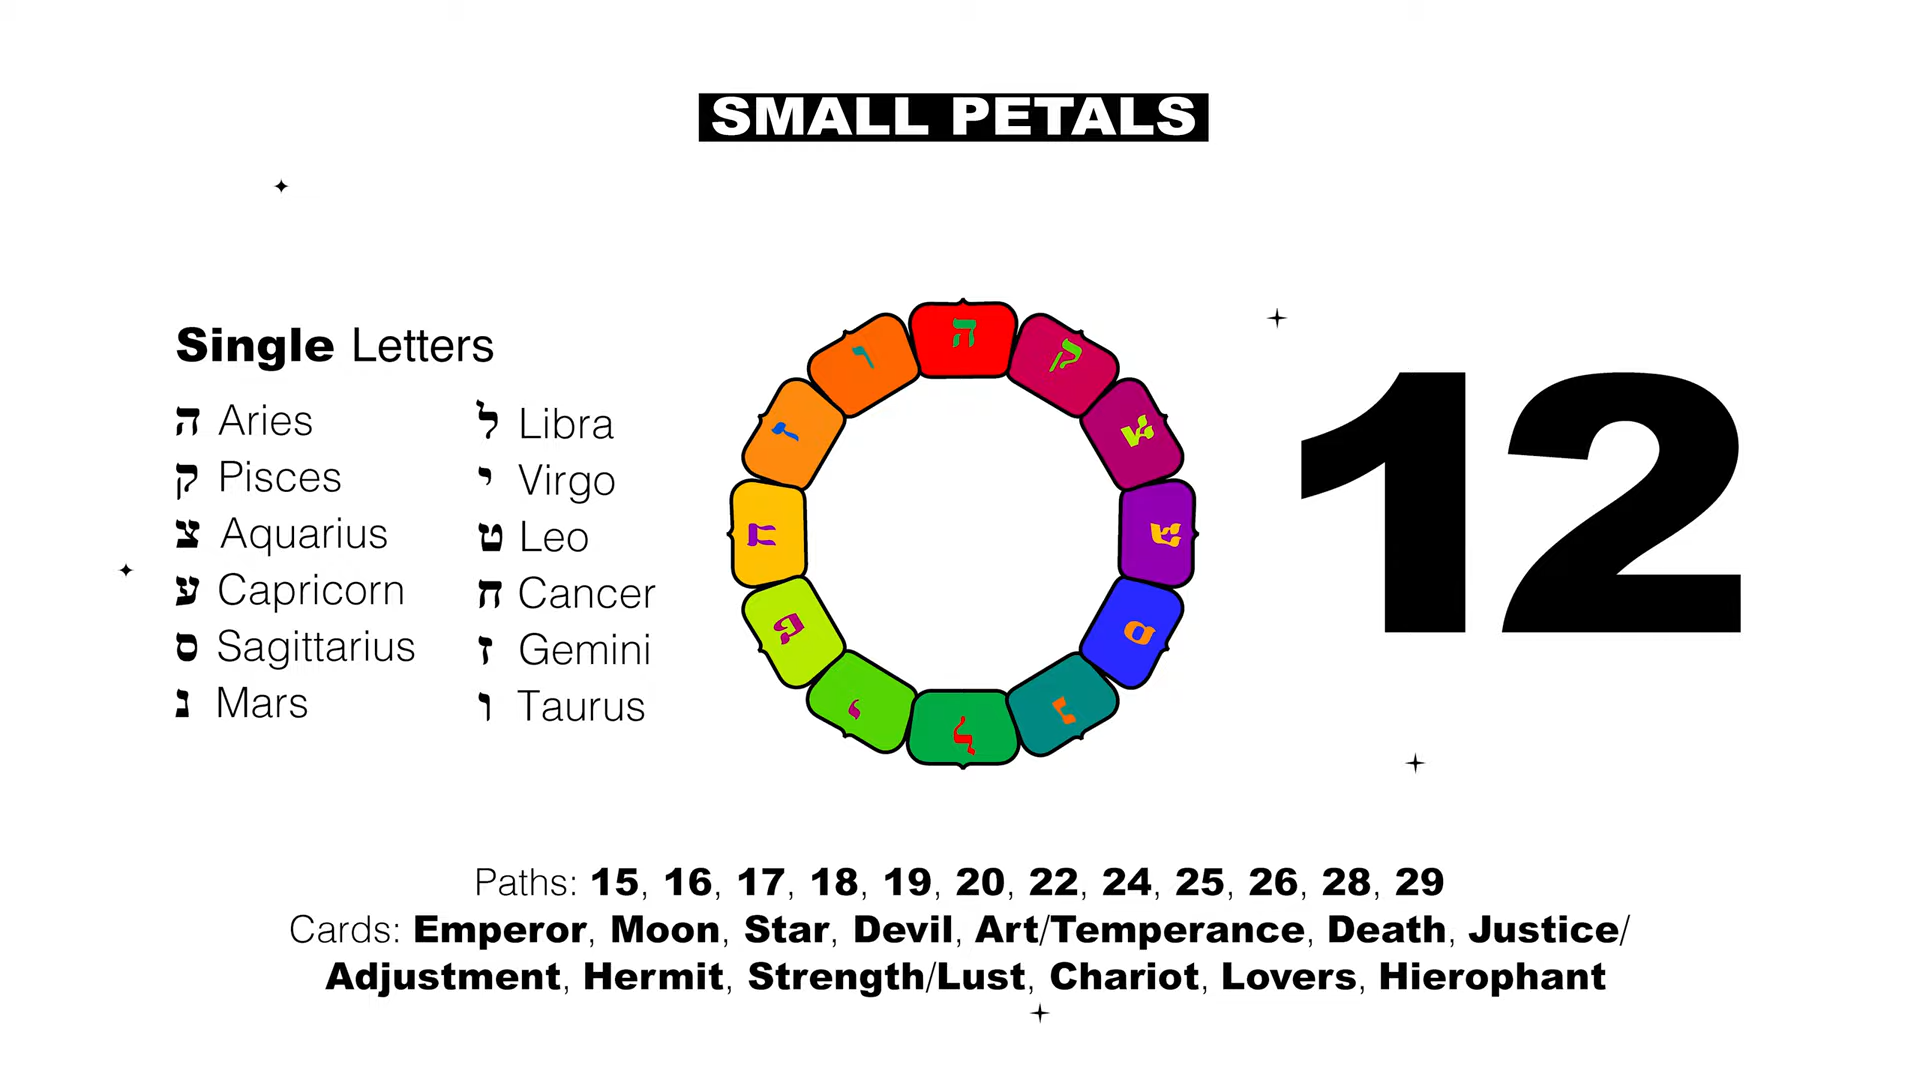 SMALL PETALS
Single Letters
ה Aries
ק Pisces
צ Aquarius
ע Capricorn
ס Sagittarius
נ Mars
ל Libra
י Virgo
ט Leo
ח Cancer
ז Gemini
ו Taurus
ה
ק
צ
ע
ס
נ
ל
י
ט
ח
ז
ו
12
Paths: 15, 16, 17, 18, 19, 20, 22, 24, 25, 26, 28, 29
Cards: Emperor, Moon, Star, Devil, Art/Temperance, Death, Justice/
Adjustment, Hermit, Strength/Lust, Chariot, Lovers, Hierophant